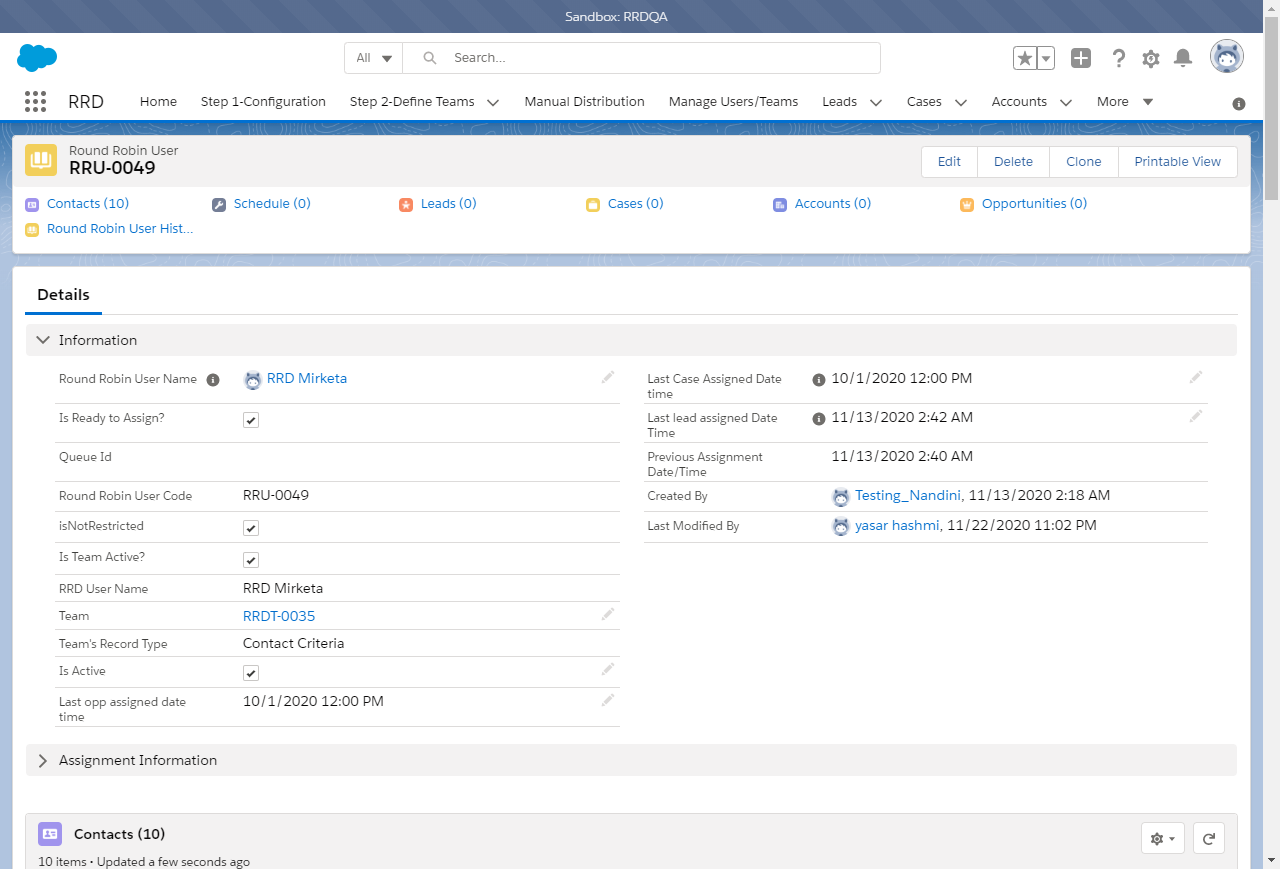 Sandbox: RRDQA
All
Search...
RRD
Home
Step 1-Configuration
Step 2-Define Teams
Manual Distribution
Manage Users/Teams
Leads
Cases
Accounts
More
Round Robin User
RRU-0049
Edit
Delete
Clone
Printable View
Contacts (10)
Schedule (0)
Leads (0)
Cases (0)
Accounts (0)
Opportunities (0)
Round Robin User Hist...
Details
Information
Round Robin User Name
RRD Mirketa
Last Case Assigned Date
time
10/1/2020 12:00 PM
Is Ready to Assign?
Last lead assigned Date
Time
11/13/2020 2:42 AM
Queue Id
Previous Assignment
Date/Time
11/13/2020 2:40 AM
Round Robin User Code
RRU-0049
Created By
Testing_Nandini, 11/13/2020 2:18 AM
isNotRestricted
Last Modified By
yasar hashmi, 11/22/2020 11:02 PM
Is Team Active?
RRD User Name
RRD Mirketa
Team
RRDT-0035
Team's Record Type
Contact Criteria
Is Active
Last opp assigned date
time
10/1/2020 12:00 PM
Assignment Information
Contacts (10)
10 items • Updated a few seconds ago